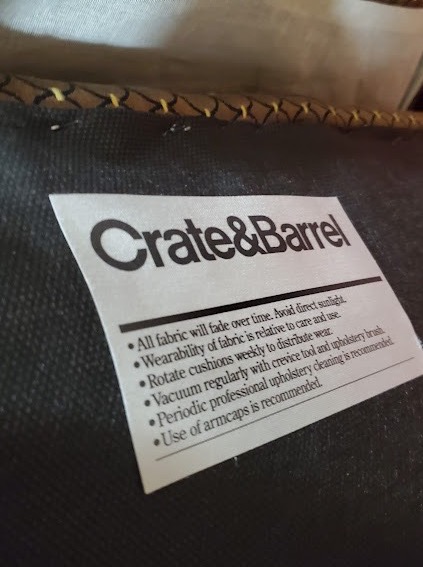 Crate&Barrel
•All fabric will fade over time. Avoid direct sunlight.
•Wearability of fabric is relative to care and use.
•Rotate cushions weekly to distribute wear.
•Vacuum regularly with crevice tool and upholstery brush.
•Periodic professional upholstery cleaning is recommended.
•Use of armcaps is recommended.